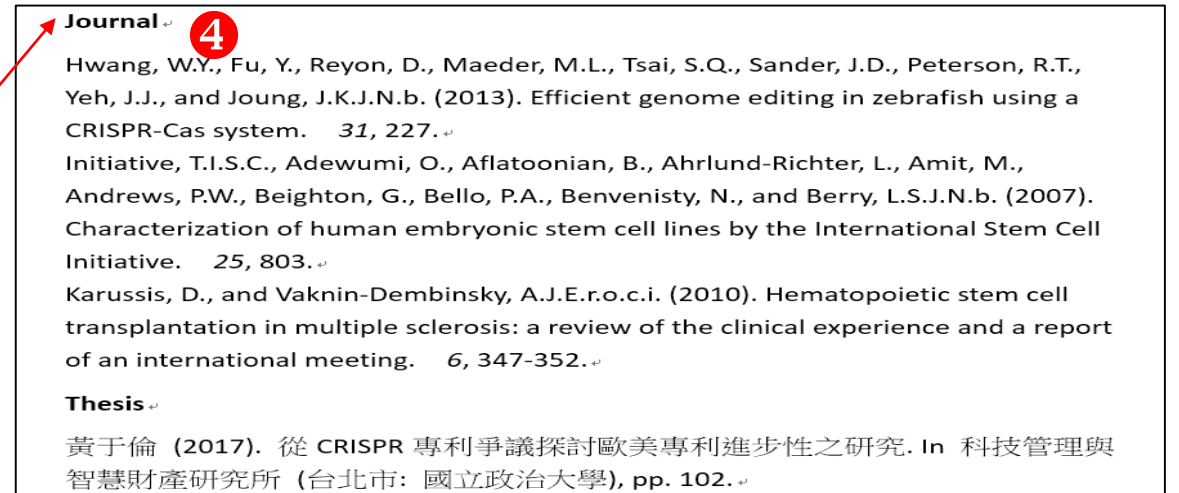 Journal
4
Hwang, W.Y., Fu, Y., Reyon, D., Maeder, M.L., Tsai, S.Q., Sander, J.D., Peterson, R.T.,
Yeh, J.J., and Joung, J.K.J.N.b. (2013). Efficient genome editing in zebrafish using a
CRISPR-Cas system.    31, 227.
Initiative, T.I.S.C., Adewumi, O., Aflatoonian, B., Ahrlund-Richter, L., Amit, M.,
Andrews, P.W., Beighton, G., Bello, P.A., Benvenisty, N., and Berry, L.S.J.N.b. (2007).
Characterization of human embryonic stem cell lines by the International Stem Cell
Initiative.    25, 803.
Karussis, D., and Vaknin-Dembinsky, A.J.E.r.o.c.i. (2010). Hematopoietic stem cell
transplantation in multiple sclerosis: a review of the clinical experience and a report
of an international meeting.    6, 347-352.
Thesis
黃于倫 (2017). 從 CRISPR 專利爭議探討歐美專利進步性之研究. In 科技管理與
智慧財產研究所 (台北市: 國立政治大學), pp. 102.